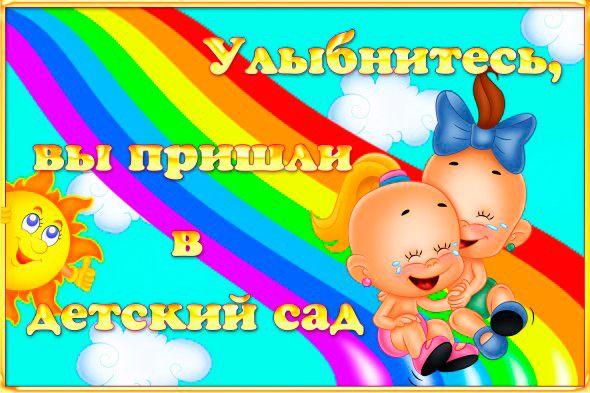 Улыбнитесь,
вы пришли
в
детский сад